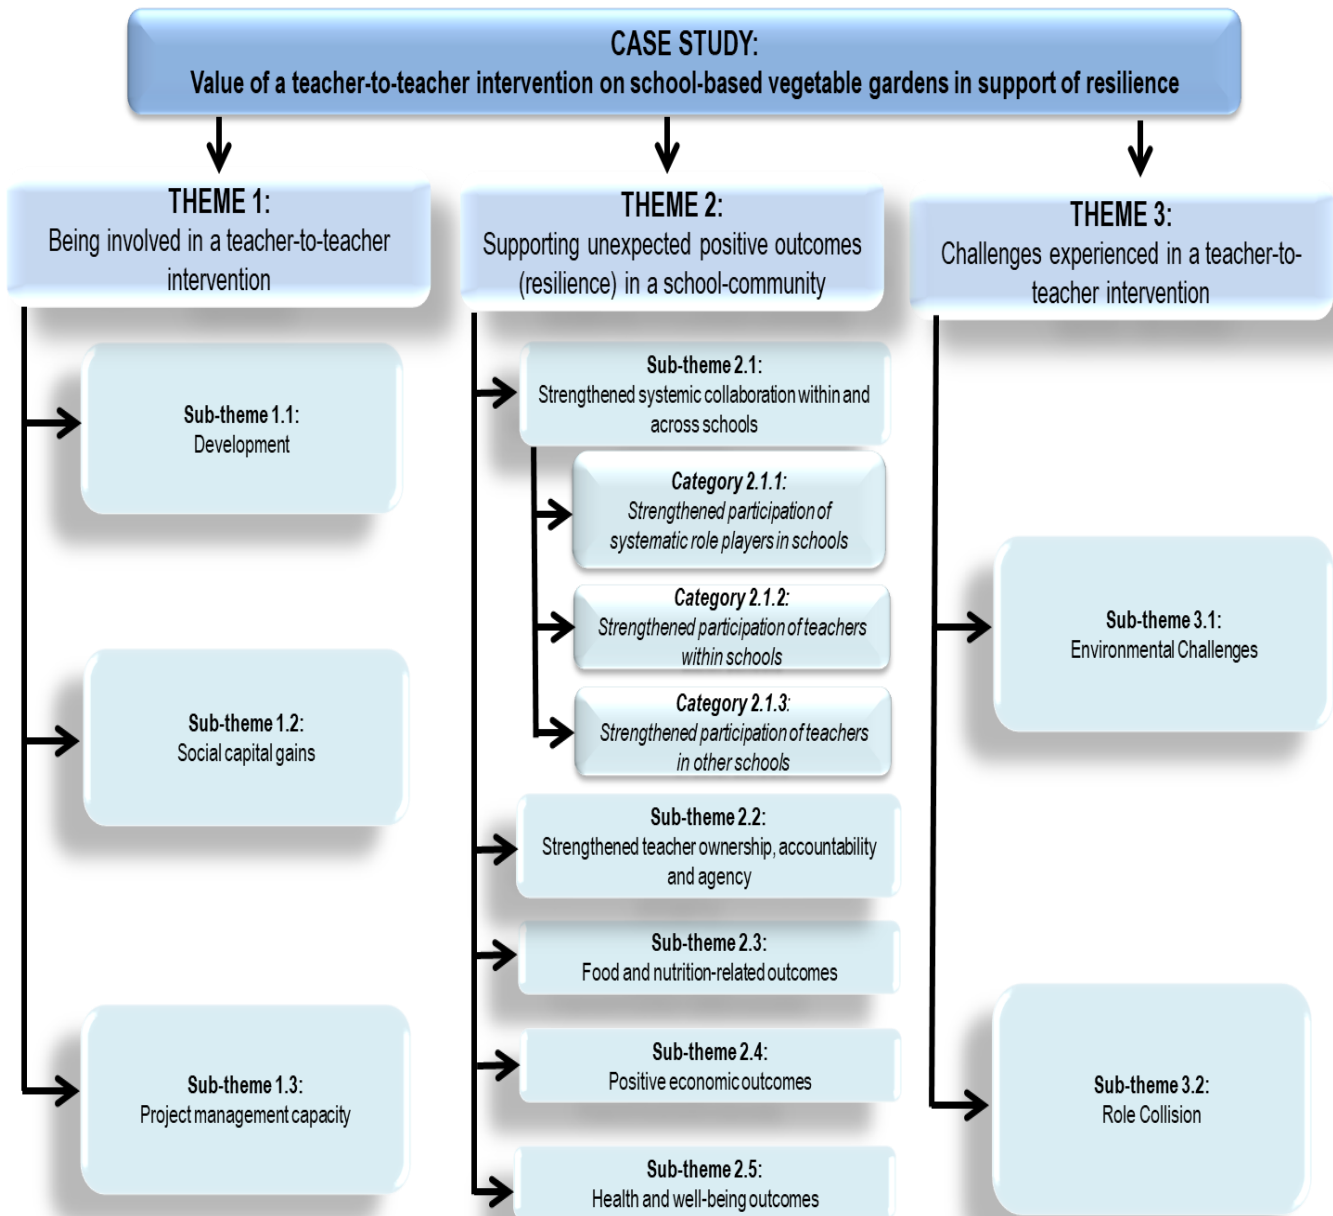 CASE STUDY:
Value of a teacher-to-teacher intervention on school-based vegetable gardens in support of resilience
THEME 1:
Being involved in a teacher-to-teacher
intervention
Sub-theme 1.1:
Development
Sub-theme 1.2:
Social capital gains
Sub-theme 1.3:
Project management capacity
THEME 2:
Supporting unexpected positive outcomes
(resilience) in a school-community
Sub-theme 2.1:
Strengthened systemic collaboration within and
across schools
Category 2.1.1:
Strengthened participation of
systematic role players in schools
Category 2.1.2:
Strengthened participation of teachers
within schools
Category 2.1.3:
Strengthened participation of teachers
in other schools
Sub-theme 2.2:
Strengthened teacher ownership, accountability
and agency
Sub-theme 2.3:
Food and nutrition-related outcomes
Sub-theme 2.4:
Positive economic outcomes
Sub-theme 2.5:
Health and well-being outcomes
THEME 3:
Challenges experienced in a teacher-to-
teacher intervention
Sub-theme 3.1:
Environmental Challenges
Sub-theme 3.2:
Role Collision